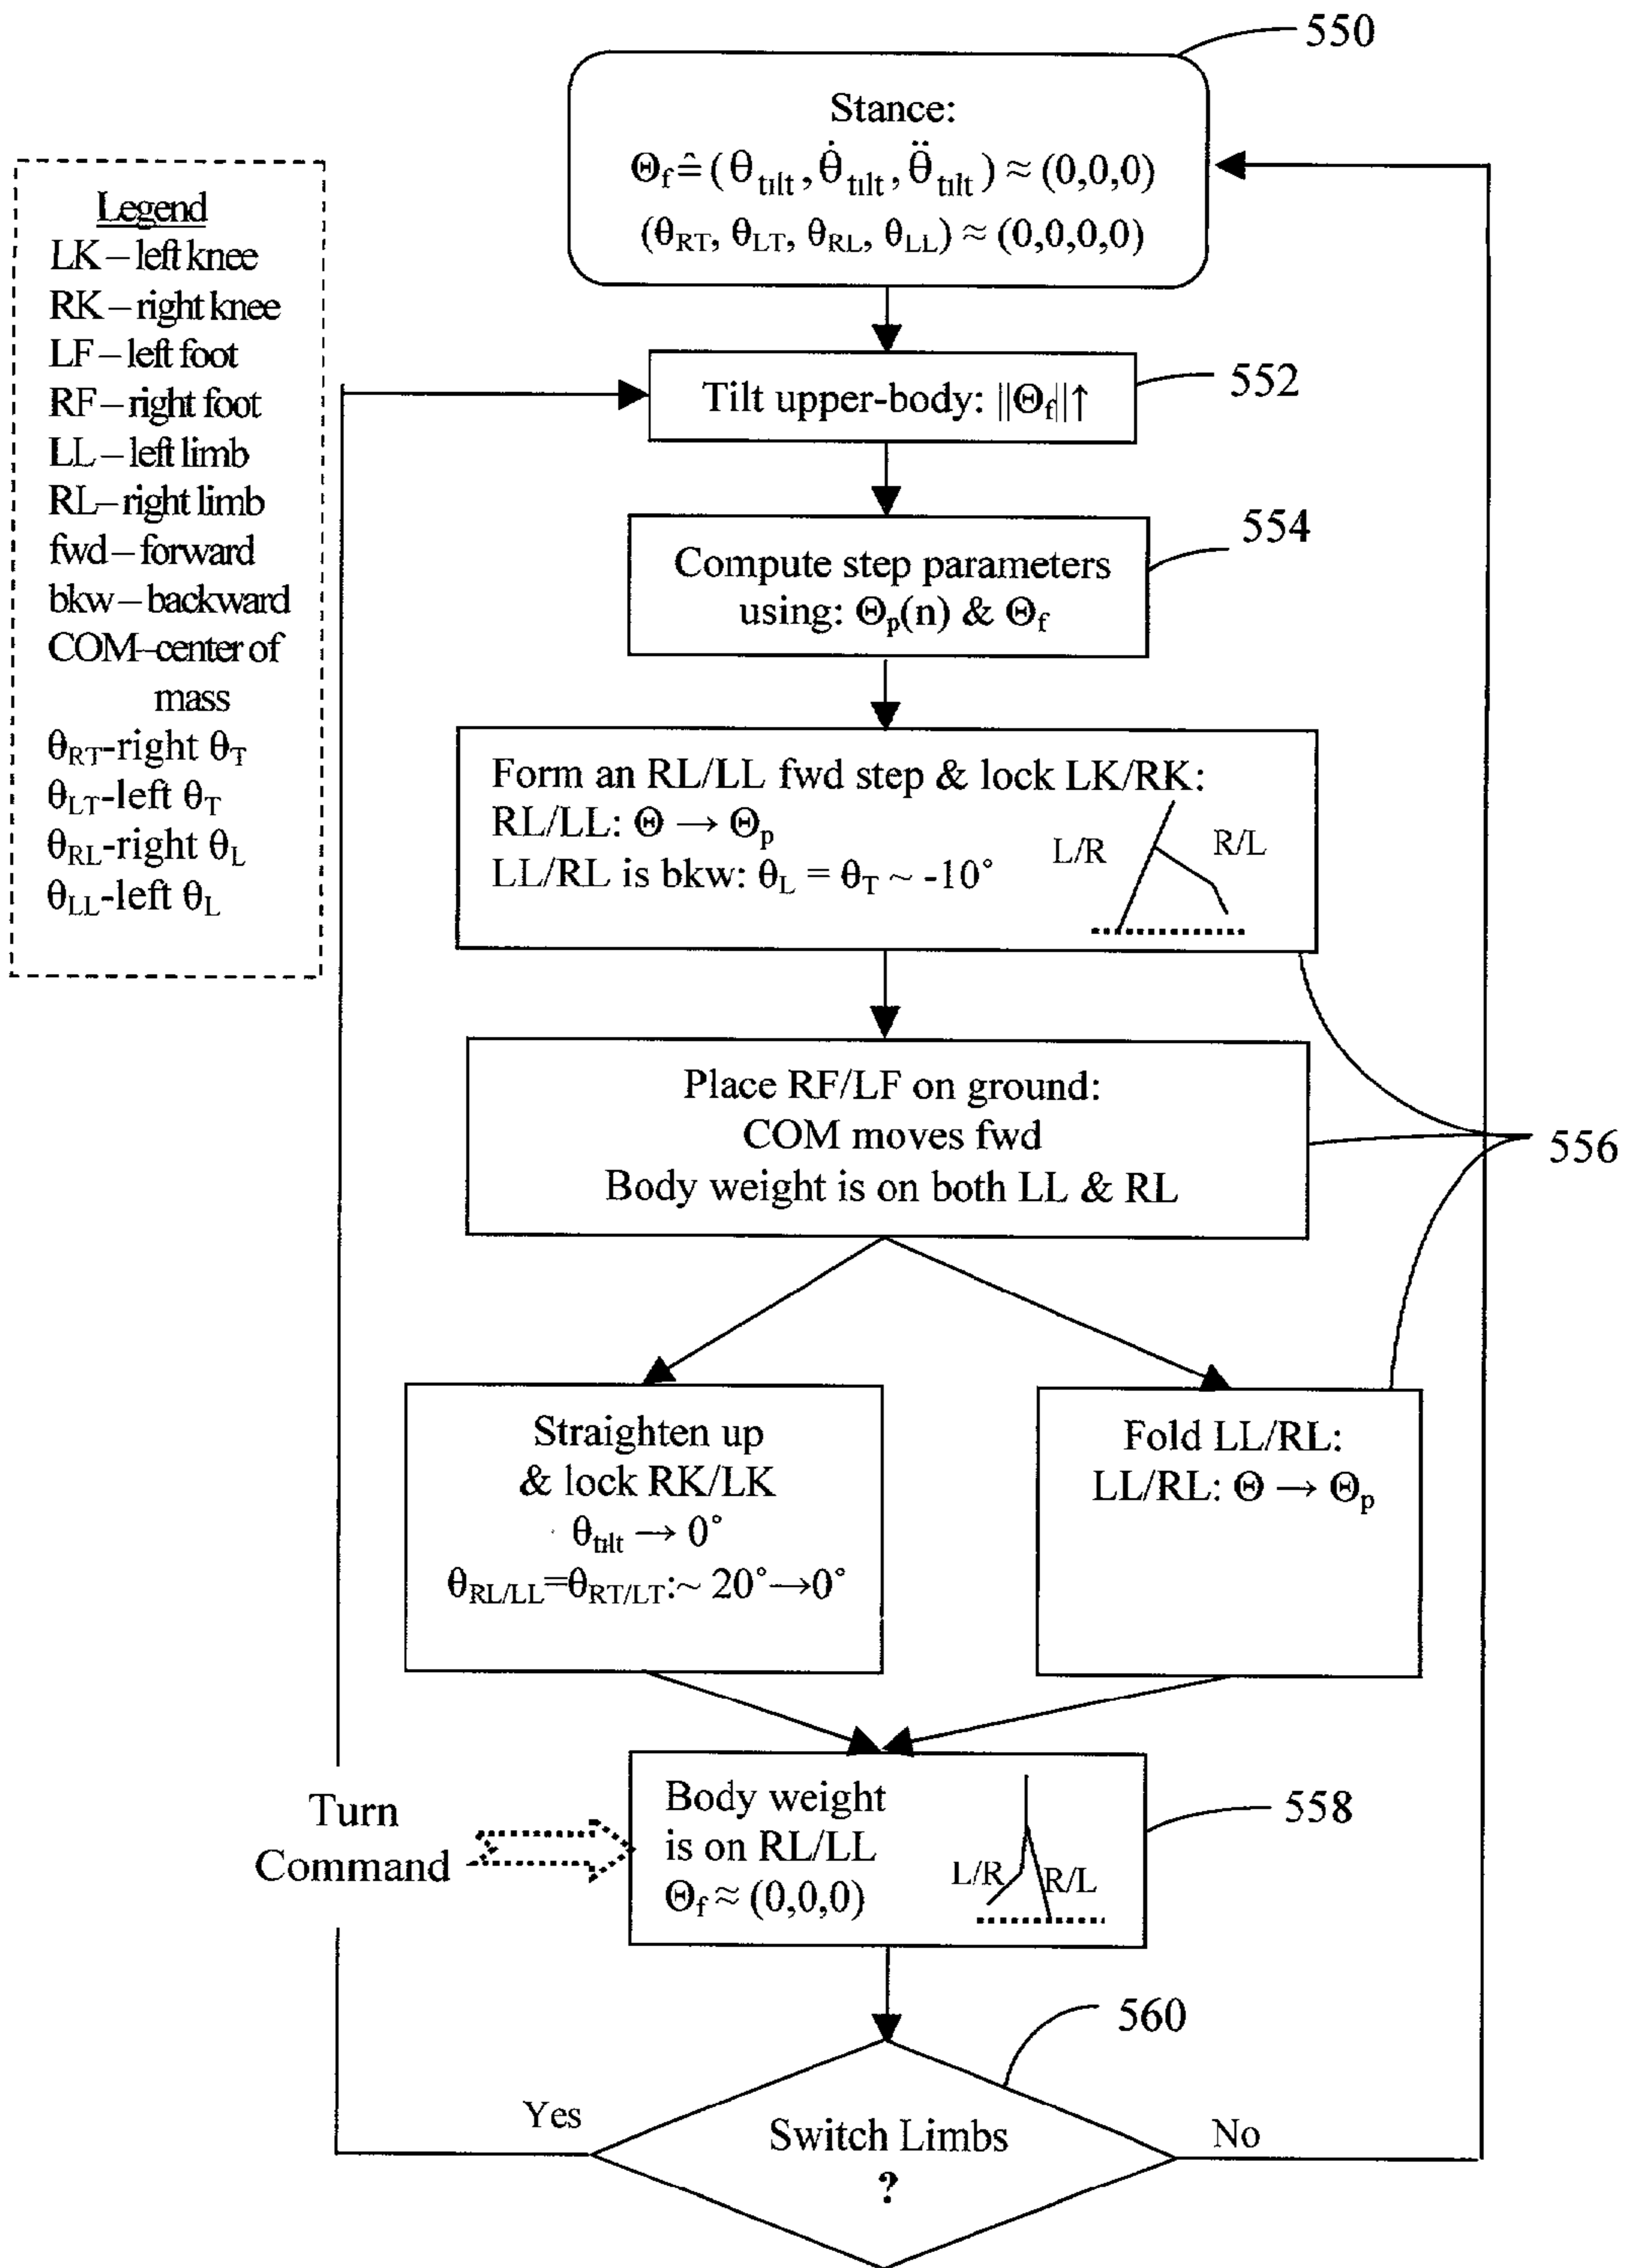 550
Stance:
Θf ≙ (θtilt, θ̇tilt, θ̈tilt) ≈ (0,0,0)
(θRT, θLT, θRL, θLL) ≈ (0,0,0,0)
Legend
LK – left knee
RK – right knee
LF – left foot
RF – right foot
LL – left limb
RL – right limb
fwd – forward
bkw – backward
COM – center of
mass
θRT-right θT
θLT-left θT
θRL-right θL
θLL-left θL
552
Tilt upper-body: ||Θf||↑
554
Compute step parameters
using: Θp(n) & Θf
Form an RL/LL fwd step & lock LK/RK:
RL/LL: Θ → Θp
LL/RL is bkw: θL = θT ~ -10°
L/R
R/L
Place RF/LF on ground:
COM moves fwd
Body weight is on both LL & RL
556
Straighten up
& lock RK/LK
θtilt → 0°
θRL/LL=θRT/LT:~ 20°→0°
Fold LL/RL:
LL/RL: Θ → Θp
Turn
Command
Body weight
is on RL/LL
Θf ≈ (0,0,0)
L/R
R/L
558
560
Yes
Switch Limbs
?
No